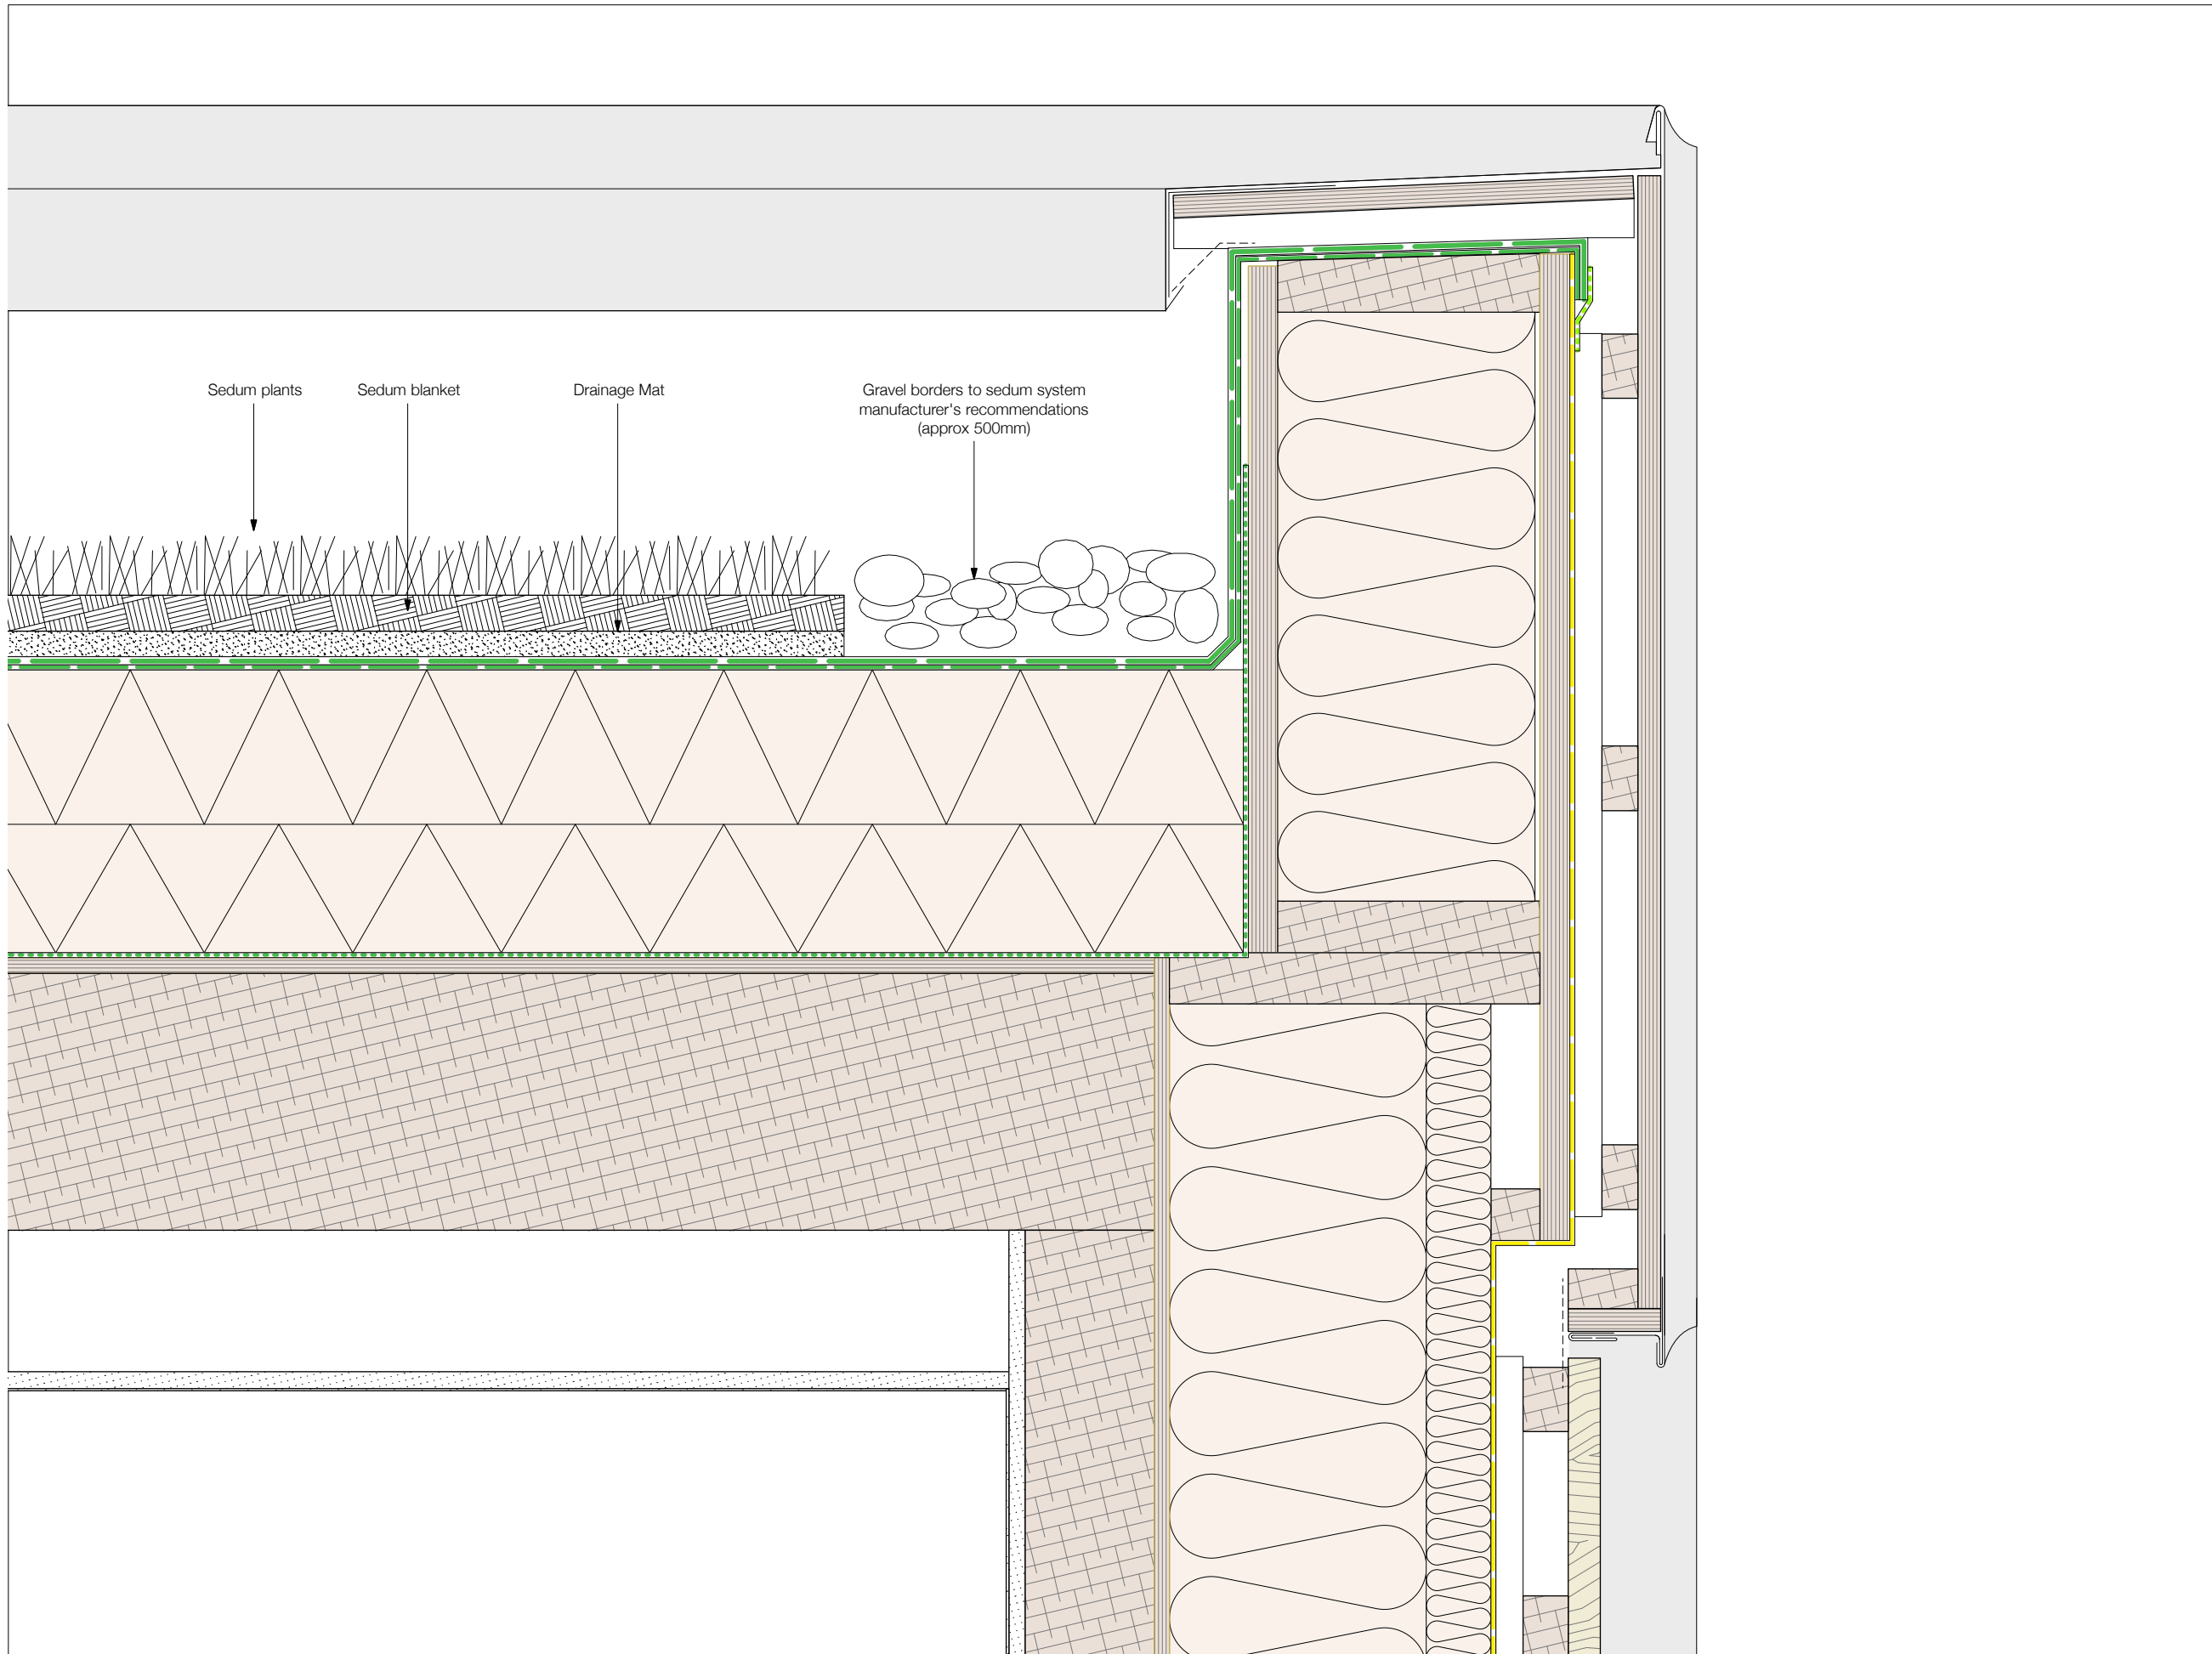 Sedum plants
Sedum blanket
Drainage Mat
Gravel borders to sedum system
manufacturer's recommendations
(approx 500mm)